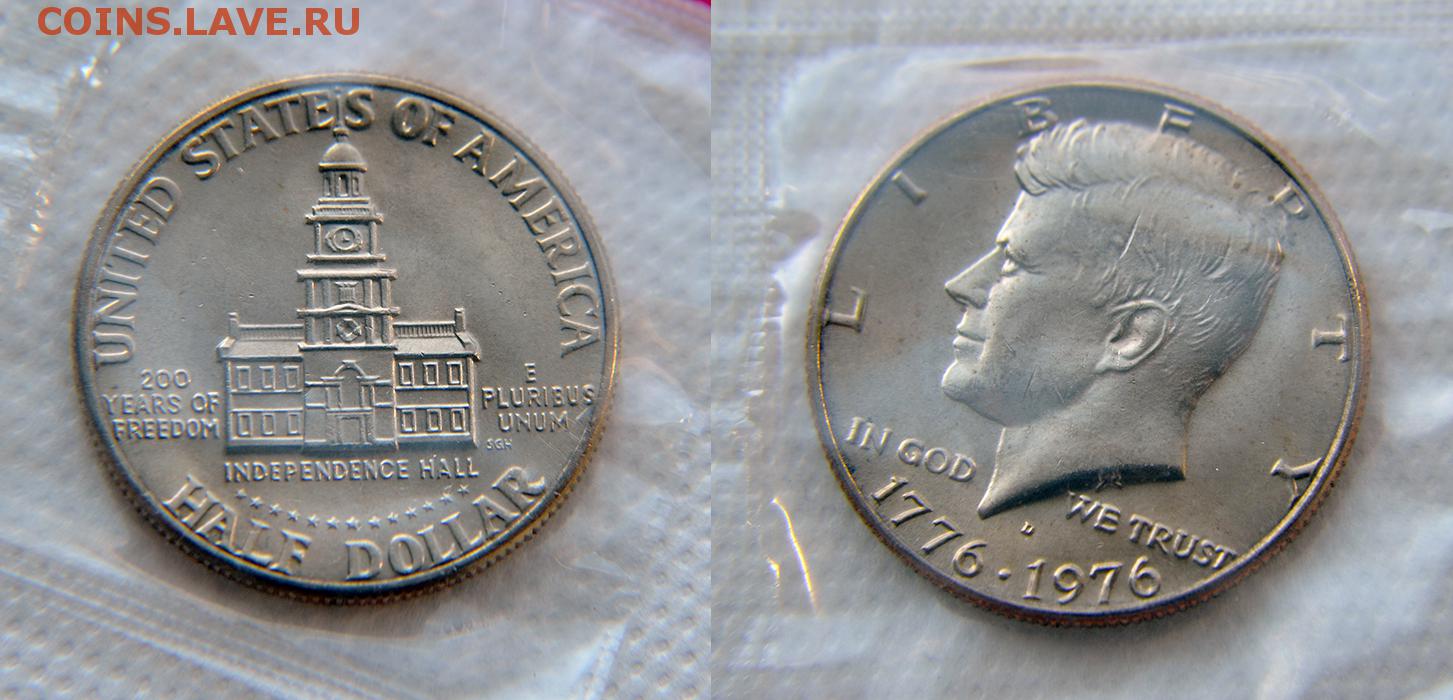 COINS.LAVE.RU
UNITED STATES OF AMERICA
200
YEARS OF
FREEDOM
E
PLURIBUS
UNUM
SGH
INDEPENDENCE HALL
HALF DOLLAR
LIBERTY
IN GOD
WE TRUST
D
1776·1976